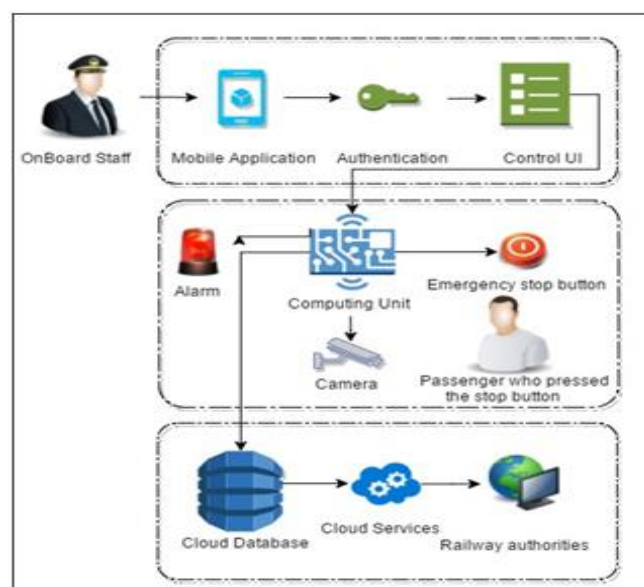 OnBoard Staff
Mobile Application
Authentication
Control UI
Alarm
Computing Unit
Emergency stop button
Camera
Passenger who pressed
the stop button
Cloud Database
Cloud Services
Railway authorities